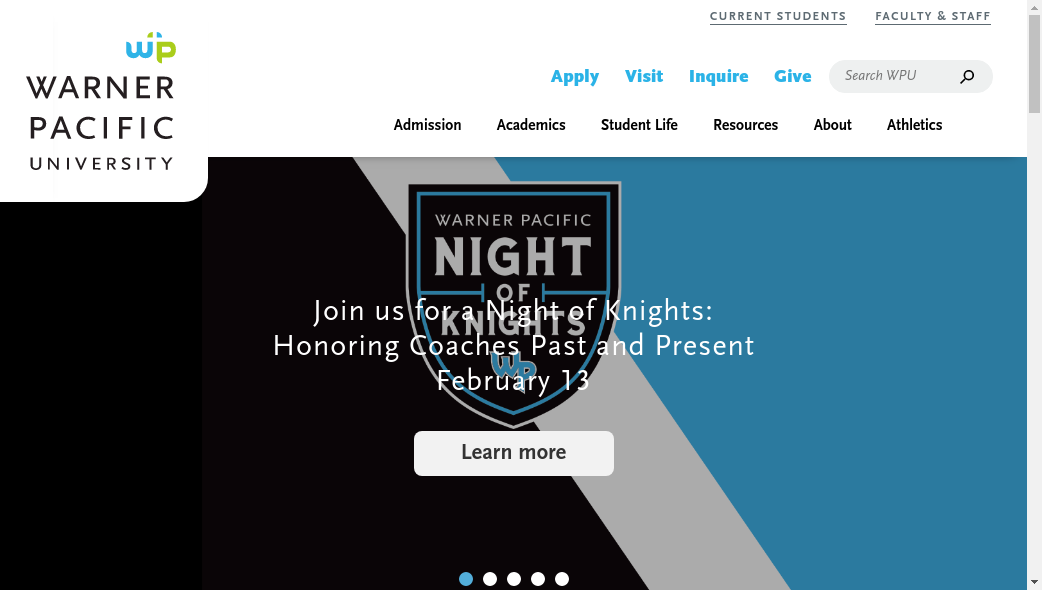 CURRENT STUDENTS FACULTY & STAFF
wp
WARNER
PACIFIC
UNIVERSITY
Apply Visit Inquire Give Search WPU
Admission Academics Student Life Resources About Athletics
WARNER PACIFIC
NIGHT
OF
KNIGHTS
wp
Join us for a Night of Knights:
Honoring Coaches Past and Present
February 13
Learn more